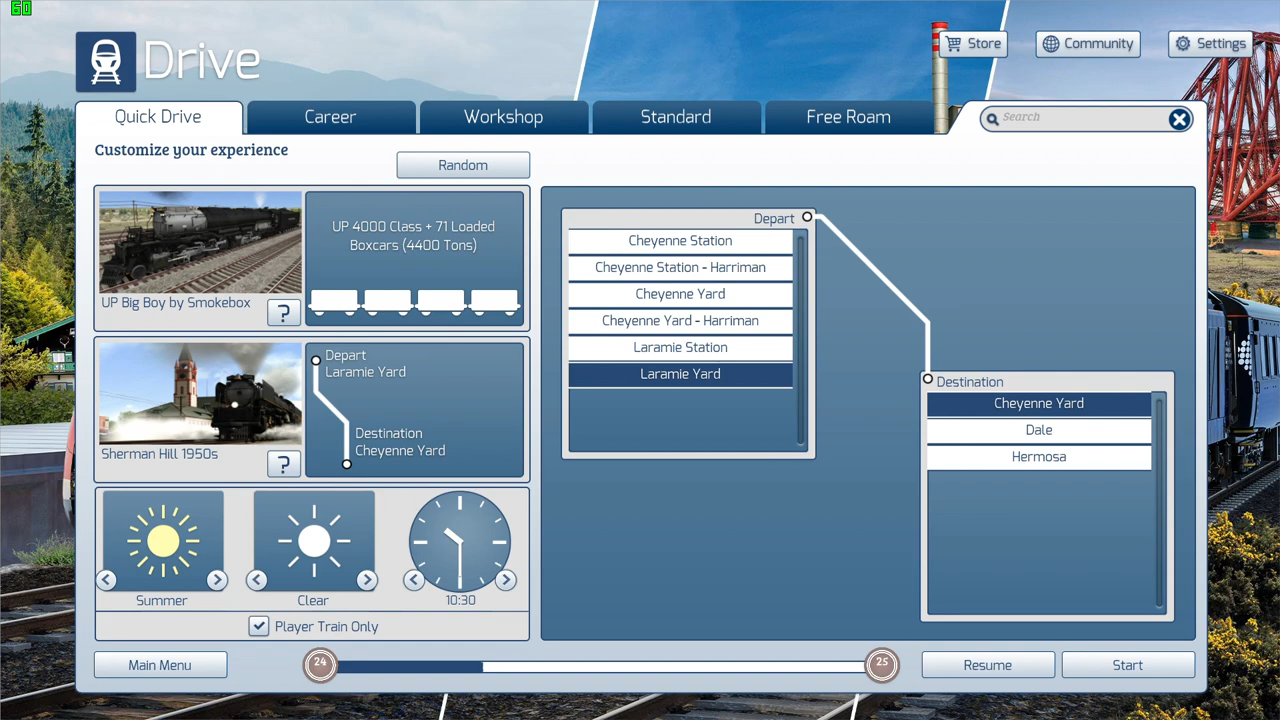 60
Drive
Store
Community
Settings
Quick Drive
Career
Workshop
Standard
Free Roam
Search
Customize your experience
Random
UP 4000 Class + 71 Loaded
Boxcars (4400 Tons)
UP Big Boy by Smokebox
?
Depart
Laramie Yard
Destination
Cheyenne Yard
Sherman Hill 1950s
?
Summer
Clear
10:30
Player Train Only
Depart
Cheyenne Station
Cheyenne Station - Harriman
Cheyenne Yard
Cheyenne Yard - Harriman
Laramie Station
Laramie Yard
Destination
Cheyenne Yard
Dale
Hermosa
Main Menu
24
25
Resume
Start